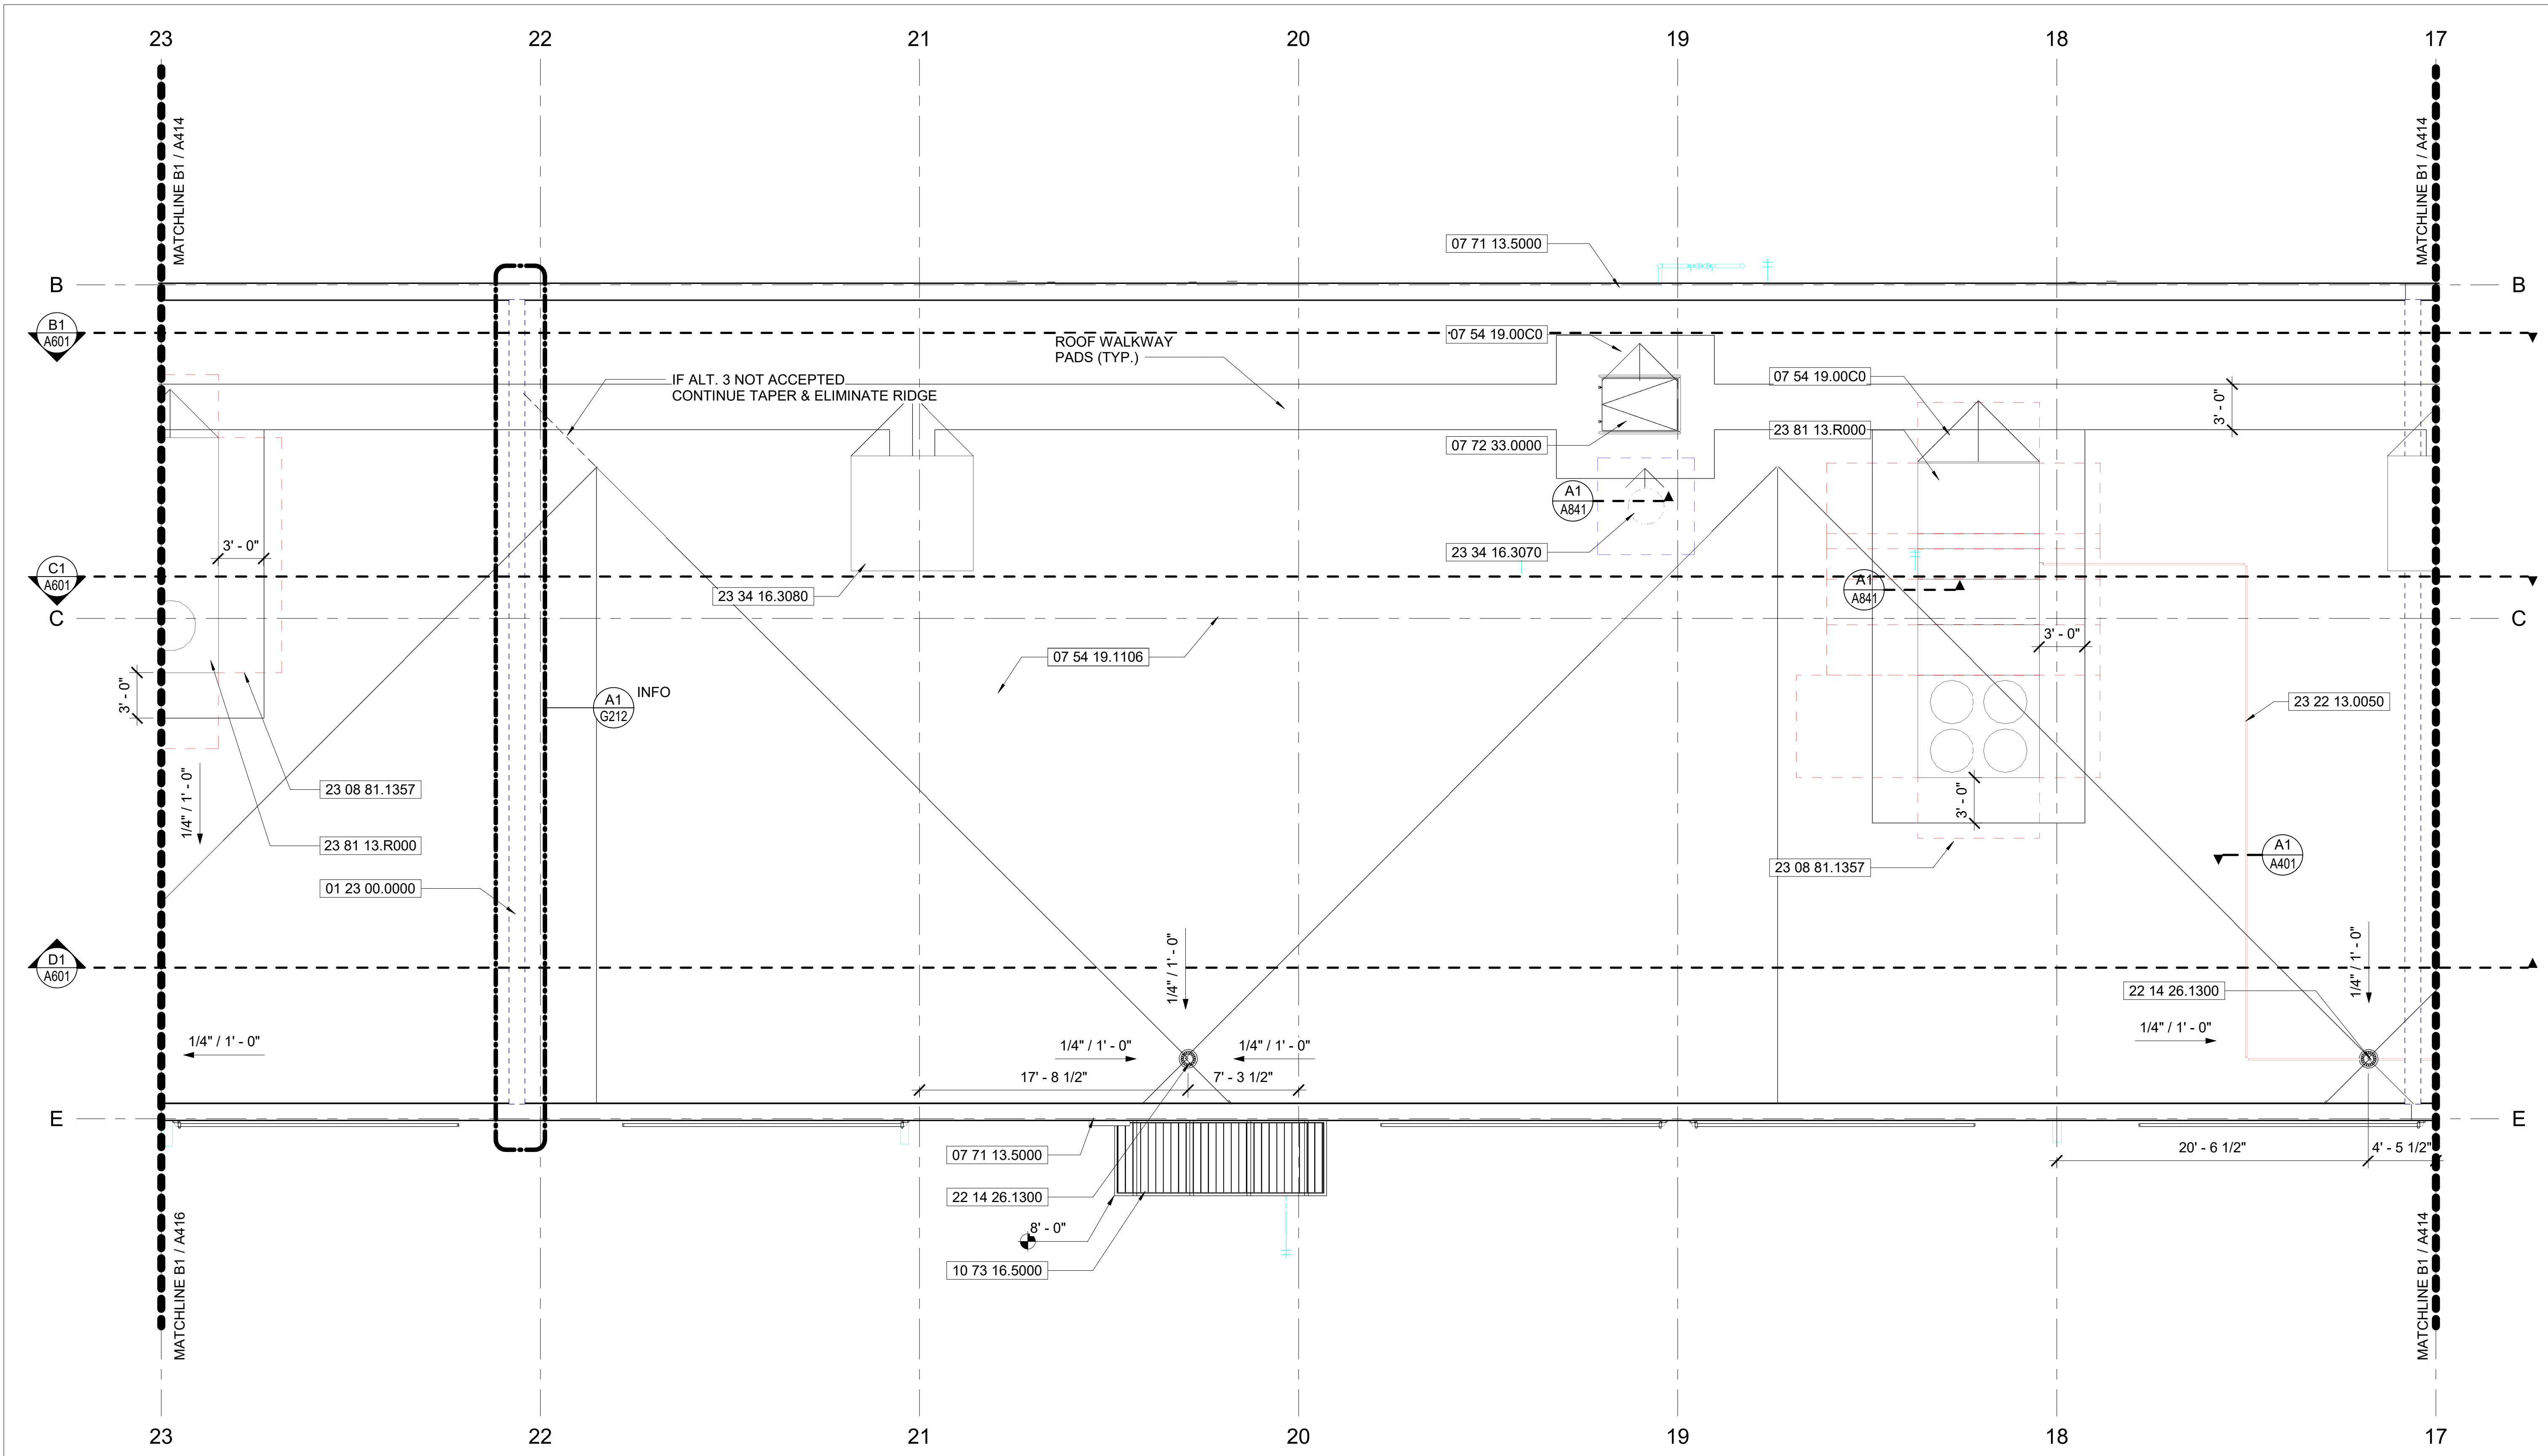 23 22 21 20 19 18 17
MATCHLINE B1 / A414
MATCHLINE B1 / A414
07 71 13.5000
B
B
B1
A601
07 54 19.00C0
ROOF WALKWAY
PADS (TYP.)
IF ALT. 3 NOT ACCEPTED
CONTINUE TAPER & ELIMINATE RIDGE
07 54 19.00C0
3' - 0"
23 81 13.R000
07 72 33.0000
A1
A841
3' - 0"
23 34 16.3070
C1
A601
23 34 16.3080
A1
A841
C
C
3' - 0"
07 54 19.1106
3' - 0"
A1
G212
INFO
23 22 13.0050
1/4" / 1' - 0"
23 08 81.1357
3' - 0"
23 81 13.R000
A1
A401
23 08 81.1357
01 23 00.0000
D1
A601
1/4" / 1' - 0"
1/4" / 1' - 0"
22 14 26.1300
1/4" / 1' - 0"
1/4" / 1' - 0"
1/4" / 1' - 0"
1/4" / 1' - 0"
17' - 8 1/2"
7' - 3 1/2"
E
E
07 71 13.5000
20' - 6 1/2"
4' - 5 1/2"
22 14 26.1300
8' - 0"
10 73 16.5000
MATCHLINE B1 / A416
MATCHLINE B1 / A414
23 22 21 20 19 18 17